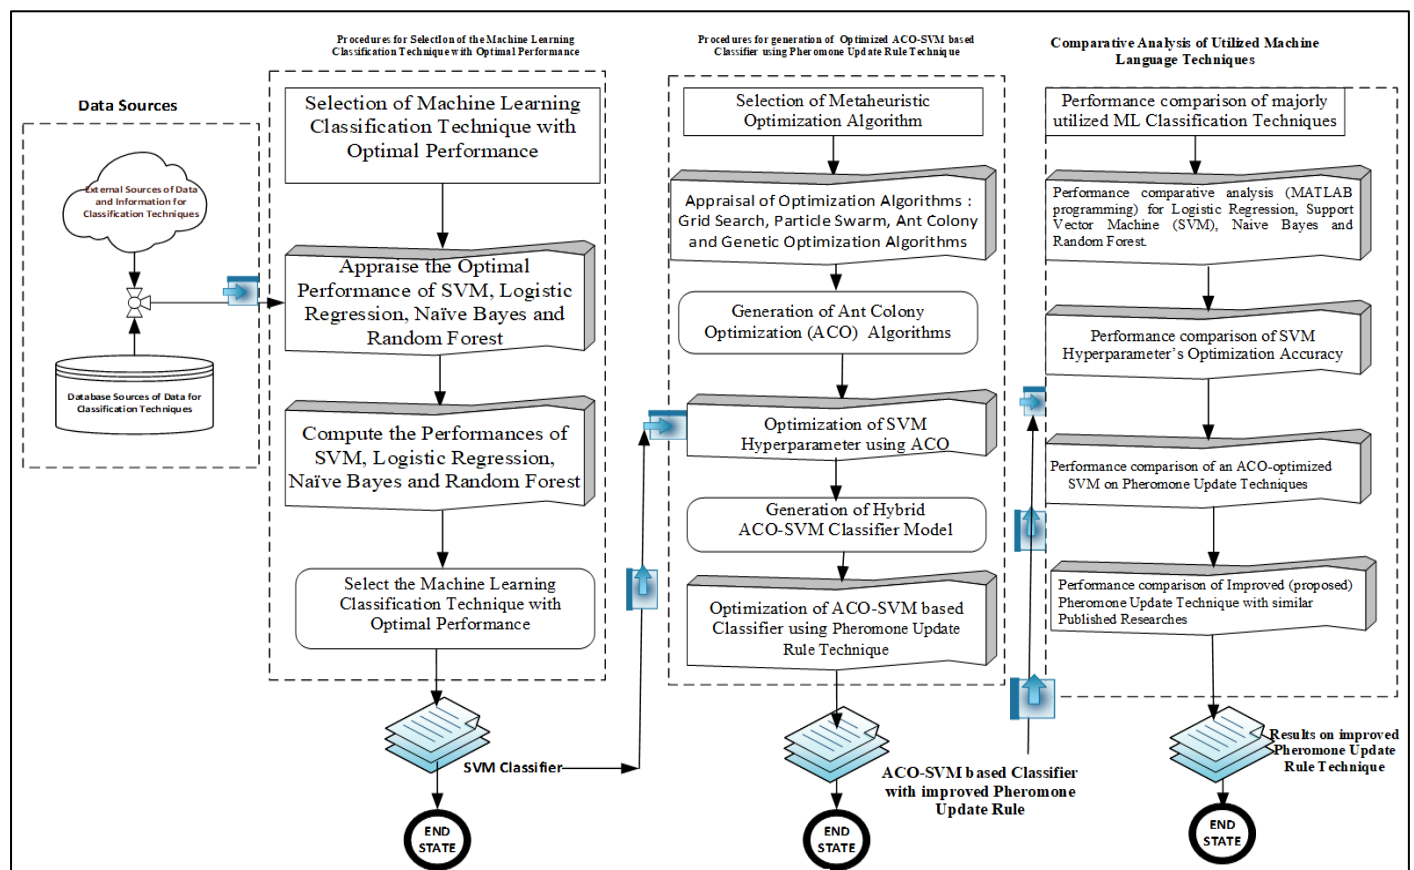 Data Sources
External Sources of Data
and Information for
Classification Techniques
Database Sources of Data for
Classification Techniques
Procedures for Selection of the Machine Learning
Classification Technique with Optimal Performance
Selection of Machine Learning
Classification Technique with
Optimal Performance
Appraise the Optimal
Performance of SVM, Logistic
Regression, Naïve Bayes and
Random Forest
Compute the Performances of
SVM, Logistic Regression,
Naïve Bayes and Random Forest
Select the Machine Learning
Classification Technique with
Optimal Performance
SVM Classifier
END
STATE
Procedures for generation of Optimized ACO-SVM based
Classifier using Pheromone Update Rule Technique
Selection of Metaheuristic
Optimization Algorithm
Appraisal of Optimization Algorithms :
Grid Search, Particle Swarm, Ant Colony
and Genetic Optimization Algorithms
Generation of Ant Colony
Optimization (ACO) Algorithms
Optimization of SVM
Hyperparameter using ACO
Generation of Hybrid
ACO-SVM Classifier Model
Optimization of ACO-SVM based
Classifier using Pheromone Update
Rule Technique
ACO-SVM based Classifier
with improved Pheromone
Update Rule
END
STATE
Comparative Analysis of Utilized Machine
Language Techniques
Performance comparison of majorly
utilized ML Classification Techniques
Performance comparative analysis (MATLAB
programming) for Logistic Regression, Support
Vector Machine (SVM), Naive Bayes and
Random Forest.
Performance comparison of SVM
Hyperparameter's Optimization Accuracy
Performance comparison of an ACO-optimized
SVM on Pheromone Update Techniques
Performance comparison of Improved (proposed)
Pheromone Update Technique with similar
Published Researches
Results on improved
Pheromone Update
Rule Technique
END
STATE